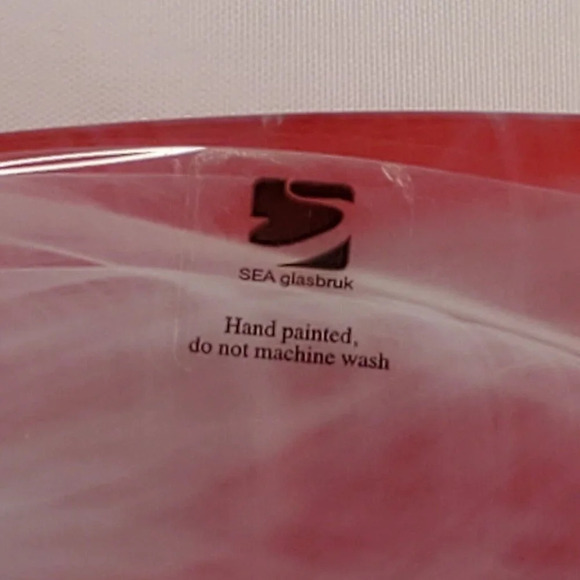 SEA glasbruk
Hand painted,
do not machine wash